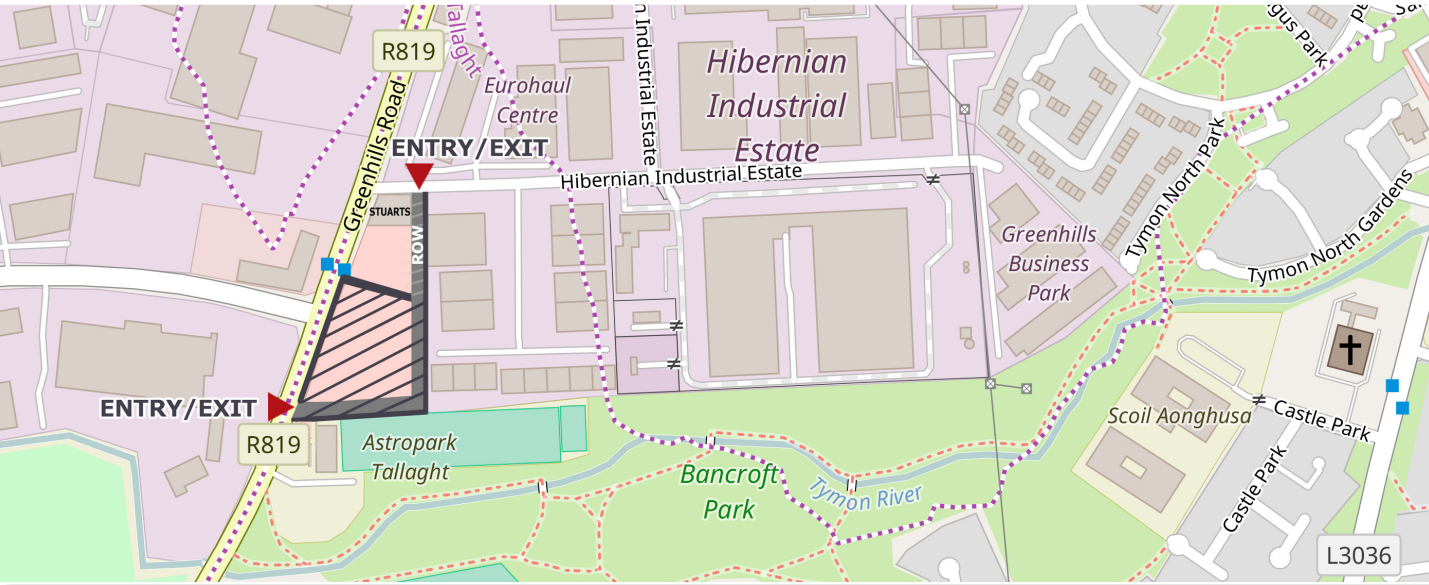 R819
Tallaght
Eurohaul
Centre
n Industrial Estate
Hibernian
Industrial
Estate
gus Park
Greenhills Road
ENTRY/EXIT
Hibernian Industrial Estate
STUARTS
ROW
Tymon North Park
Greenhills
Business
Park
Tymon North Gardens
ENTRY/EXIT
R819
Astropark
Tallaght
Bancroft
Park
Tymon River
Scoil Aonghusa
Castle Park
Castle Park
L3036